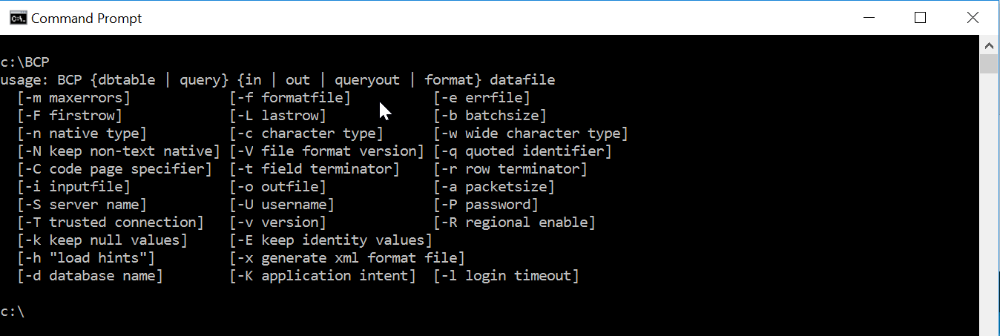 Command Prompt
c:\BCP
usage: BCP {dbtable | query} {in | out | queryout | format} datafile
  [-m maxerrors]            [-f formatfile]          [-e errfile]
  [-F firstrow]             [-L lastrow]             [-b batchsize]
  [-n native type]          [-c character type]      [-w wide character type]
  [-N keep non-text native] [-V file format version] [-q quoted identifier]
  [-C code page specifier]  [-t field terminator]    [-r row terminator]
  [-i inputfile]            [-o outfile]             [-a packetsize]
  [-S server name]          [-U username]            [-P password]
  [-T trusted connection]   [-v version]             [-R regional enable]
  [-k keep null values]     [-E keep identity values]
  [-h "load hints"]         [-x generate xml format file]
  [-d database name]        [-K application intent]  [-l login timeout]
c:\